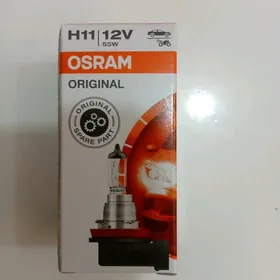 H11 | 12V
55W
OSRAM
ORIGINAL
ORIGINAL
SPARE PART